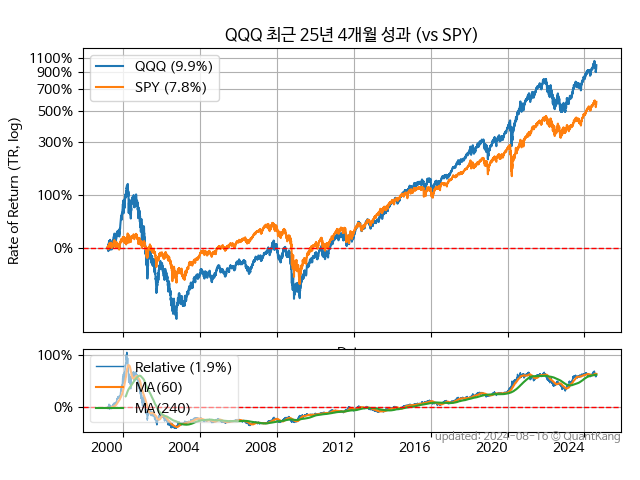 QQQ 최근 25년 4개월 성과 (vs SPY)
Rate of Return (TR, log)
1100%
900%
700%
500%
300%
100%
0%
QQQ (9.9%)
SPY (7.8%)
100%
0%
Relative (1.9%)
MA(60)
MA(240)
2000 2004 2008 2012 2016 2020 2024
updated: 2024-08-16 © QuantKang